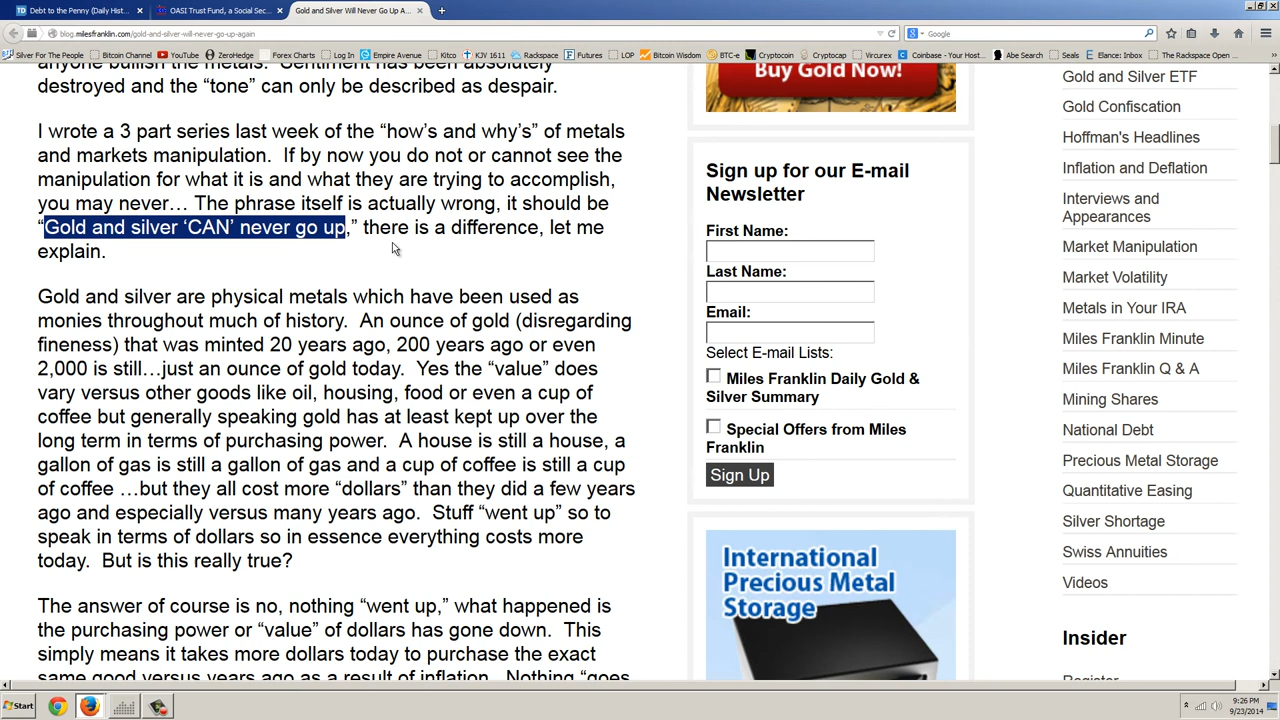 Debt to the Penny (Daily Hist...
OASI Trust Fund, a Social Sec...
Gold and Silver Will Never Go Up A...
blog.milesfranklin.com/gold-and-silver-will-never-go-up-again
Google
Silver For The People
Bitcoin Channel
YouTube
ZeroHedge
Forex Charts
Log In
Empire Avenue
Kitco
KJV 1611
Rackspace
Futures
LOP
Bitcoin Wisdom
BTC-e
Cryptocoin
Cryptocap
Coinbase - Your Host...
Abe Search
Seals
Elance: Inbox
The Rackspace Open ...
anyone bullish the metals. Sentiment has been absolutely
destroyed and the “tone” can only be described as despair.
I wrote a 3 part series last week of the “how’s and why’s” of metals
and markets manipulation. If by now you do not or cannot see the
manipulation for what it is and what they are trying to accomplish,
you may never… The phrase itself is actually wrong, it should be
“Gold and silver ‘CAN’ never go up,” there is a difference, let me
explain.
Gold and silver are physical metals which have been used as
monies throughout much of history. An ounce of gold (disregarding
fineness) that was minted 20 years ago, 200 years ago or even
2,000 is still…just an ounce of gold today. Yes the “value” does
vary versus other goods like oil, housing, food or even a cup of
coffee but generally speaking gold has at least kept up over the
long term in terms of purchasing power. A house is still a house, a
gallon of gas is still a gallon of gas and a cup of coffee is still a cup
of coffee …but they all cost more “dollars” than they did a few years
ago and especially versus many years ago. Stuff “went up” so to
speak in terms of dollars so in essence everything costs more
today. But is this really true?
The answer of course is no, nothing “went up,” what happened is
the purchasing power or “value” of dollars has gone down. This
simply means it takes more dollars today to purchase the exact
same good versus years ago as a result of inflation. Nothing “goes
Buy Gold Now!
Sign up for our E-mail
Newsletter
First Name:
Last Name:
Email:
Select E-mail Lists:
Miles Franklin Daily Gold &
Silver Summary
Special Offers from Miles
Franklin
Sign Up
International
Precious Metal
Storage
Gold and Silver ETF
Gold Confiscation
Hoffman's Headlines
Inflation and Deflation
Interviews and
Appearances
Market Manipulation
Market Volatility
Metals in Your IRA
Miles Franklin Minute
Miles Franklin Q & A
Mining Shares
National Debt
Precious Metal Storage
Quantitative Easing
Silver Shortage
Swiss Annuities
Videos
Insider
Register
Start
9:26 PM
9/23/2014